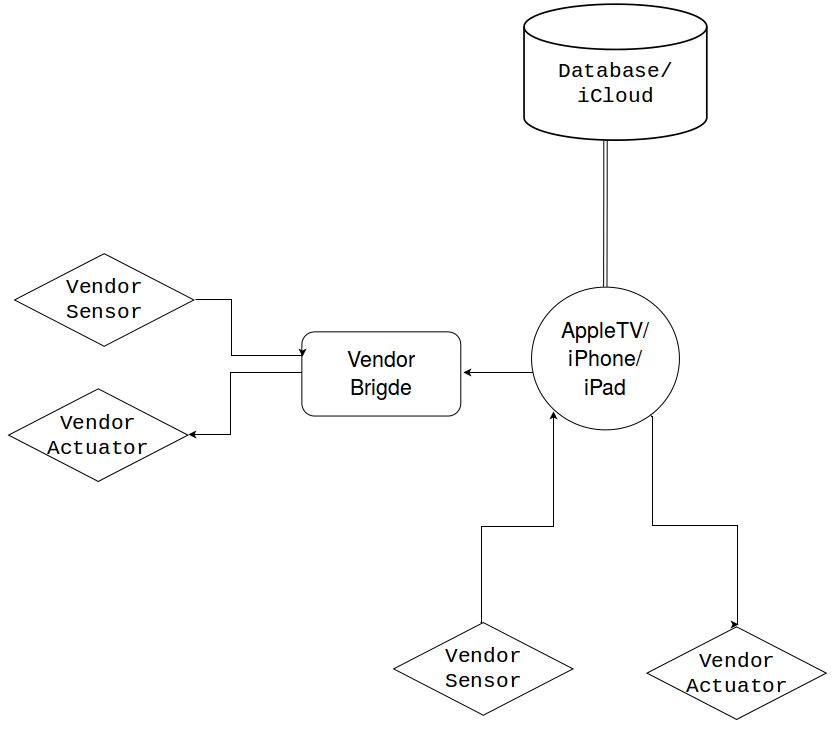 Database/
iCloud
Vendor
Sensor
AppleTV/
iPhone/
iPad
Vendor
Brigde
Vendor
Actuator
Vendor
Sensor
Vendor
Actuator